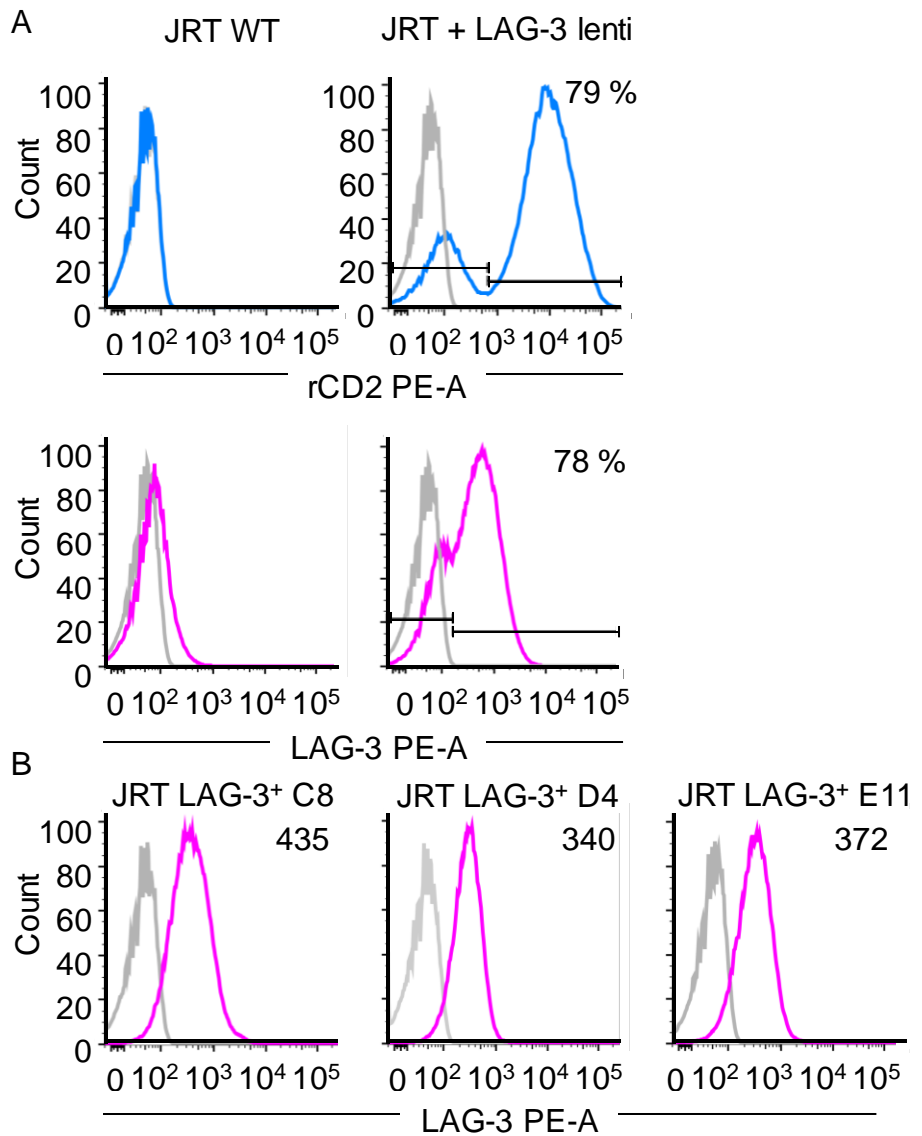 A
JRT WT JRT + LAG-3 lenti
79 %
Count
100
80
60
40
20
0
100
80
60
40
20
0
0 10² 10³ 10⁴ 10⁵
0 10² 10³ 10⁴ 10⁵
rCD2 PE-A
78 %
Count
100
80
60
40
20
0
100
80
60
40
20
0
0 10² 10³ 10⁴ 10⁵
0 10² 10³ 10⁴ 10⁵
LAG-3 PE-A
B
JRT LAG-3⁺ C8 JRT LAG-3⁺ D4 JRT LAG-3⁺ E11
435 340 372
Count
100
80
60
40
20
0
0 10² 10³ 10⁴ 10⁵
0 10² 10³ 10⁴ 10⁵
0 10² 10³ 10⁴ 10⁵
LAG-3 PE-A